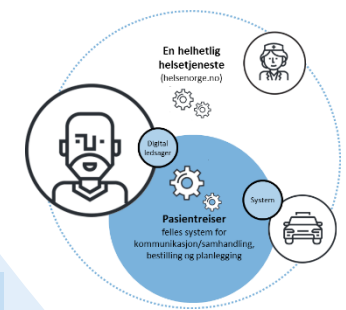 En helhetlig
helsetjeneste
(helsenorge.no)
Digital
ledsager
System
Pasientreiser
felles system for
kommunikasjon/samhandling,
bestilling og planlegging